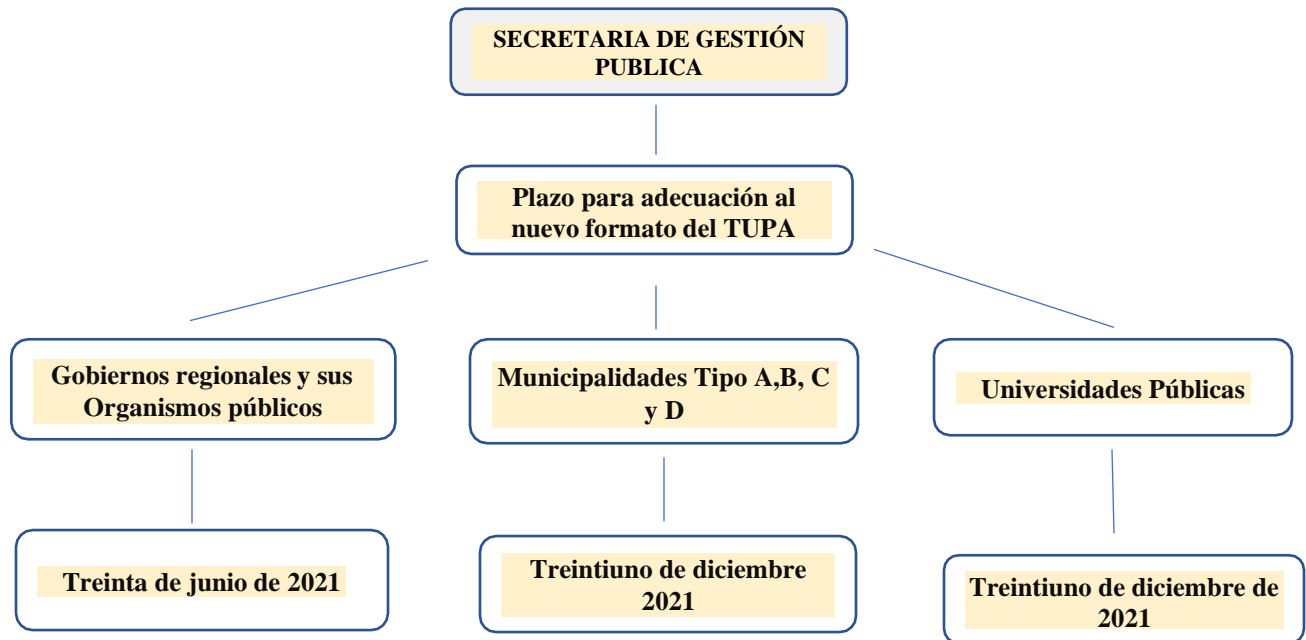 SECRETARIA DE GESTIÓN
PUBLICA
Plazo para adecuación al
nuevo formato del TUPA
Gobiernos regionales y sus
Organismos públicos
Municipalidades Tipo A,B, C
y D
Universidades Públicas
Treinta de junio de 2021
Treintiuno de diciembre
2021
Treintiuno de diciembre de
2021